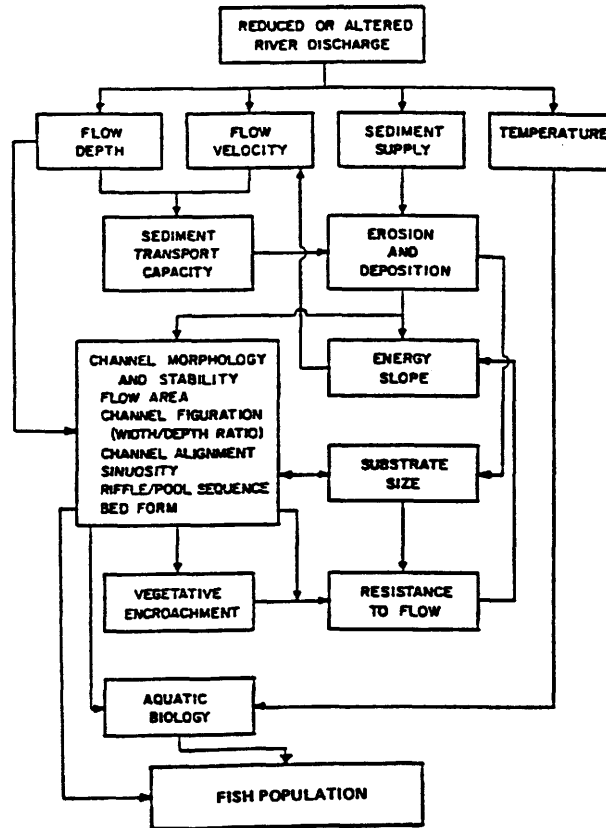 REDUCED OR ALTERED
RIVER DISCHARGE
FLOW
DEPTH
FLOW
VELOCITY
SEDIMENT
SUPPLY
TEMPERATURE
SEDIMENT
TRANSPORT
CAPACITY
EROSION
AND
DEPOSITION
CHANNEL MORPHOLOGY
AND STABILITY
FLOW AREA
CHANNEL FIGURATION
(WIDTH/DEPTH RATIO)
CHANNEL ALIGNMENT
SINUOSITY
RIFFLE/POOL SEQUENCE
BED FORM
ENERGY
SLOPE
SUBSTRATE
SIZE
VEGETATIVE
ENCROACHMENT
RESISTANCE
TO FLOW
AQUATIC
BIOLOGY
FISH POPULATION